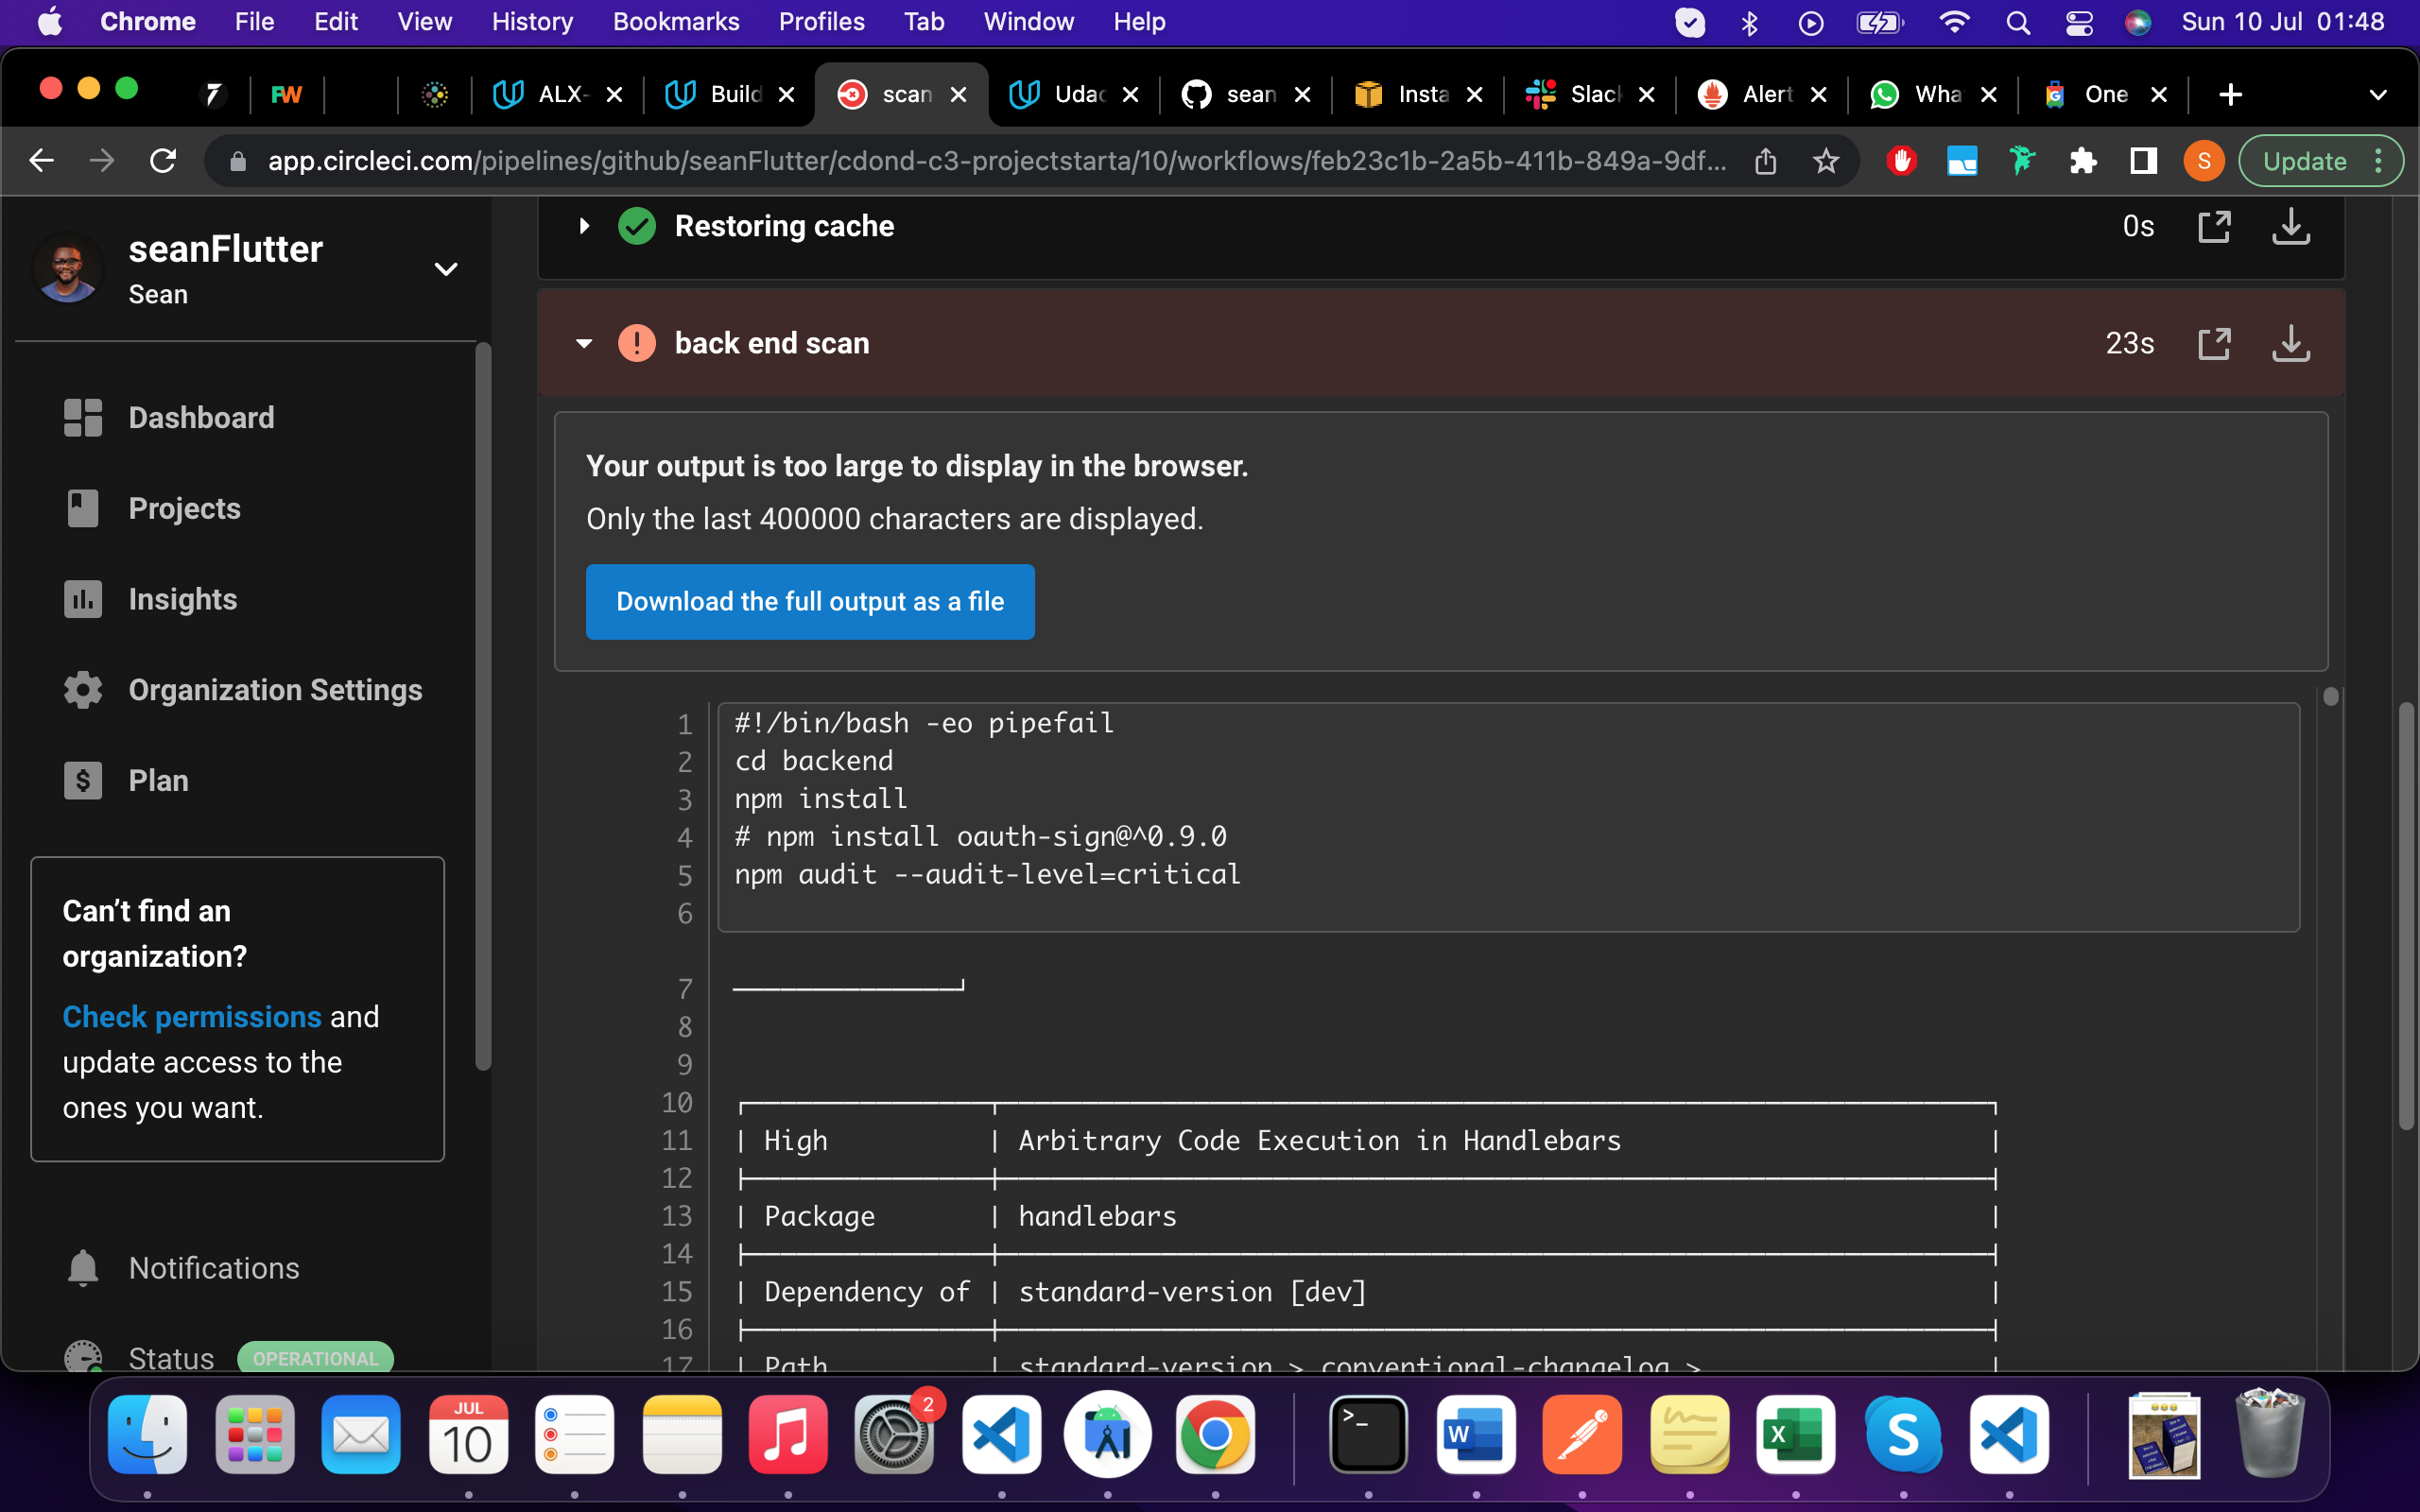 Chrome File Edit View History Bookmarks Profiles Tab Window Help Sun 10 Jul 01:48
FW ALX- Build scan Udac sean Insta Slac Alert Wha One
app.circleci.com/pipelines/github/seanFlutter/cdond-c3-projectstarta/10/workflows/feb23c1b-2a5b-411b-849a-9df... S Update
seanFlutter
Sean
Dashboard
Projects
Insights
Organization Settings
Plan
Can't find an
organization?
Check permissions and
update access to the
ones you want.
Notifications
Status OPERATIONAL
Restoring cache 0s
back end scan 23s
Your output is too large to display in the browser.
Only the last 400000 characters are displayed.
Download the full output as a file
1 #!/bin/bash -eo pipefail
2 cd backend
3 npm install
4 # npm install oauth-sign@^0.9.0
5 npm audit --audit-level=critical
6
7
8
9
10
11 | High | Arbitrary Code Execution in Handlebars |
12
13 | Package | handlebars |
14
15 | Dependency of | standard-version [dev] |
16
17 | Path | standard-version > conventional-changelog > |
JUL
10
2
W
X
S